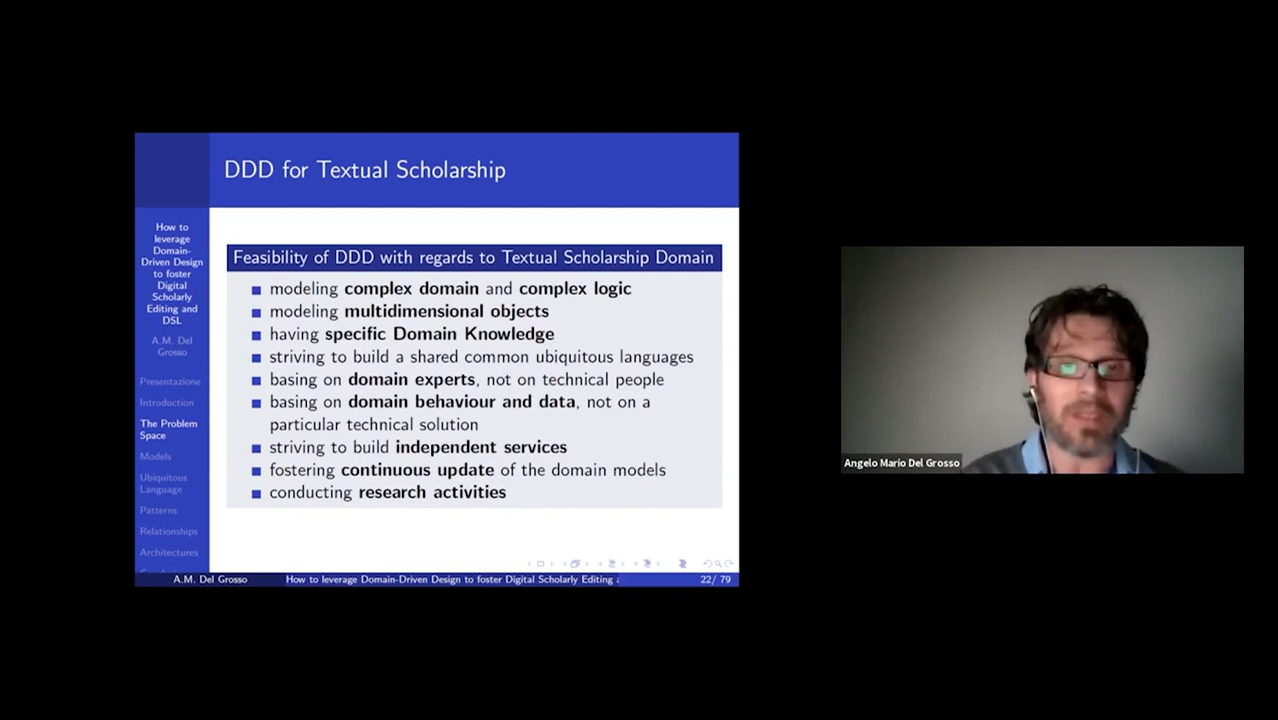 DDD for Textual Scholarship
How to
leverage
Domain-
Driven Design
to foster
Digital
Scholarly
Editing and
DSL
A.M. Del
Grosso
Presentazione
Introduction
The Problem
Space
Models
Ubiquitous
Language
Patterns
Relationships
Architectures
Feasibility of DDD with regards to Textual Scholarship Domain
modeling complex domain and complex logic
modeling multidimensional objects
having specific Domain Knowledge
striving to build a shared common ubiquitous languages
basing on domain experts, not on technical people
basing on domain behaviour and data, not on a
particular technical solution
striving to build independent services
fostering continuous update of the domain models
conducting research activities
A.M. Del Grosso How to leverage Domain-Driven Design to foster Digital Scholarly Editing 22/ 79
Angelo Mario Del Grosso